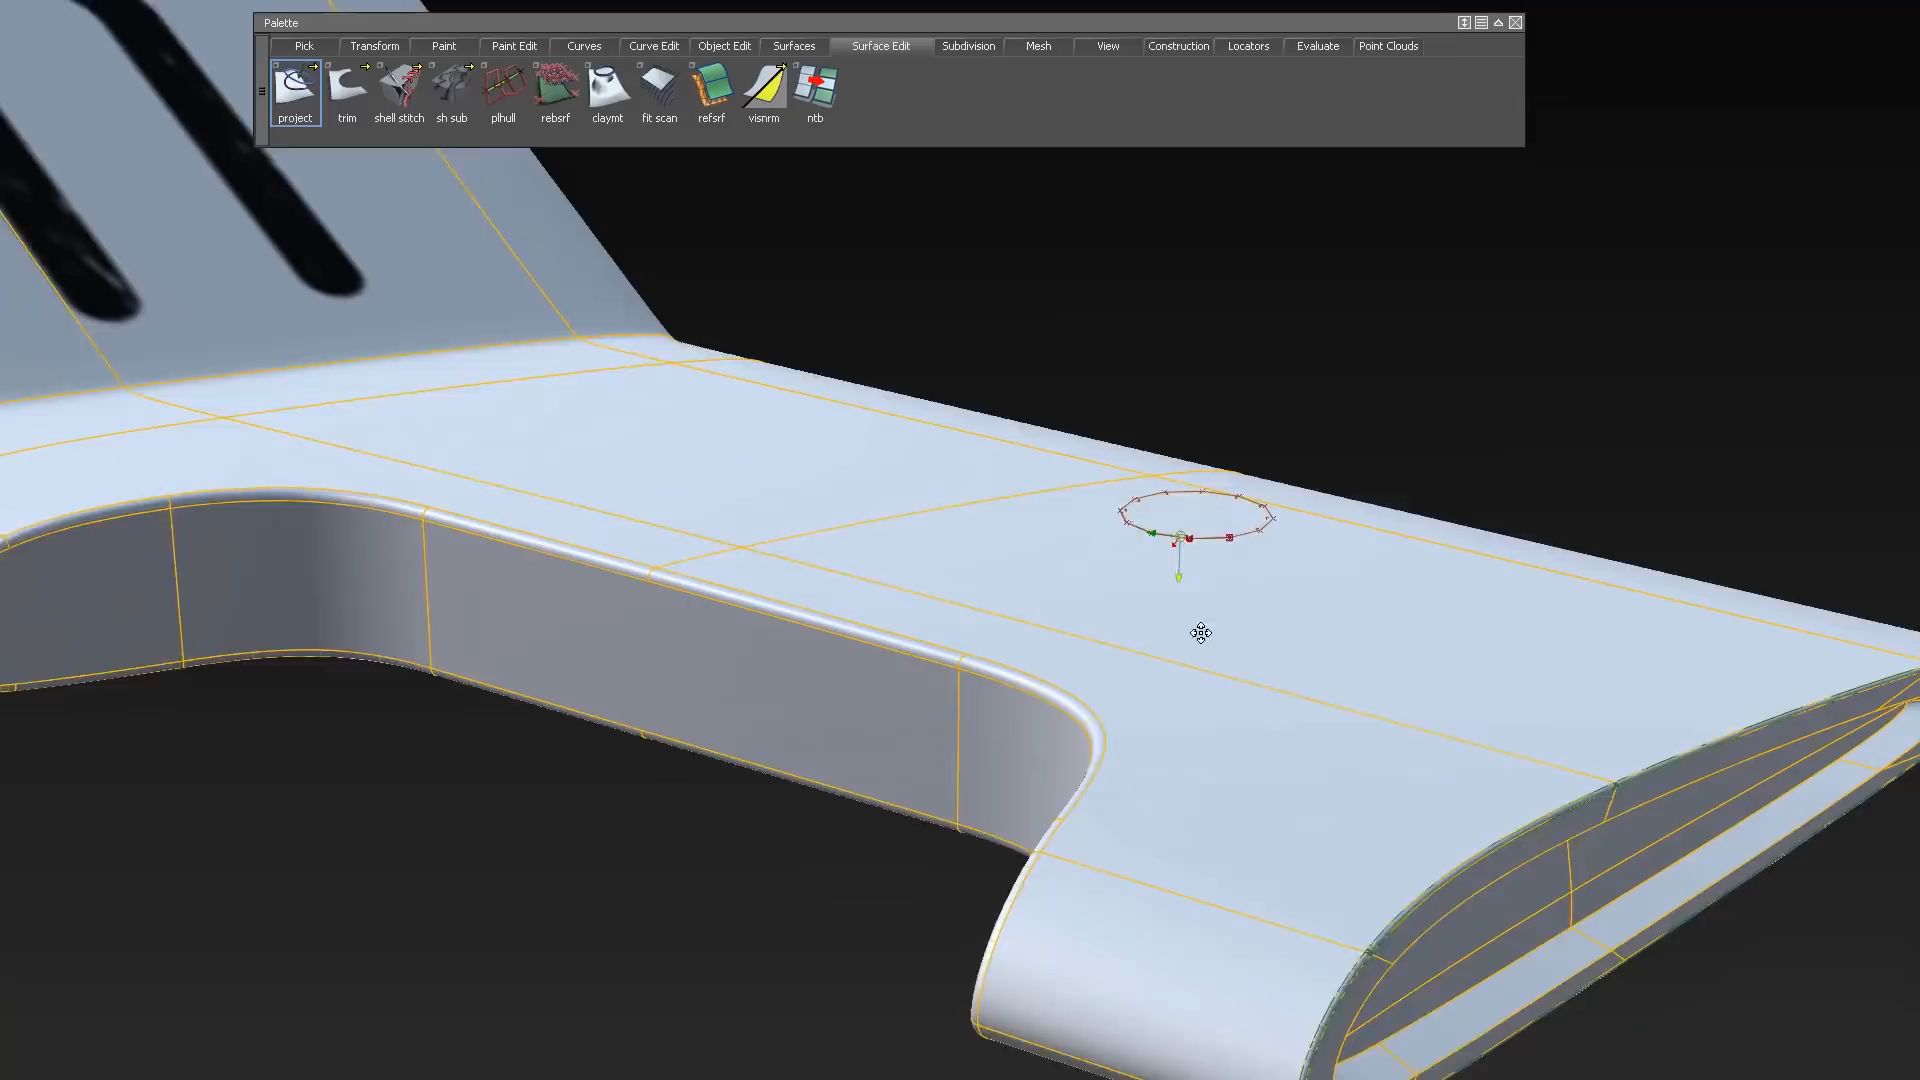 Palette
Pick Transform Paint Paint Edit Curves Curve Edit Object Edit Surfaces Surface Edit Subdivision Mesh View Construction Locators Evaluate Point Clouds
project trim shell stitch sh sub plhull rebsrf claymt fit scan refsrf visnrm ntb